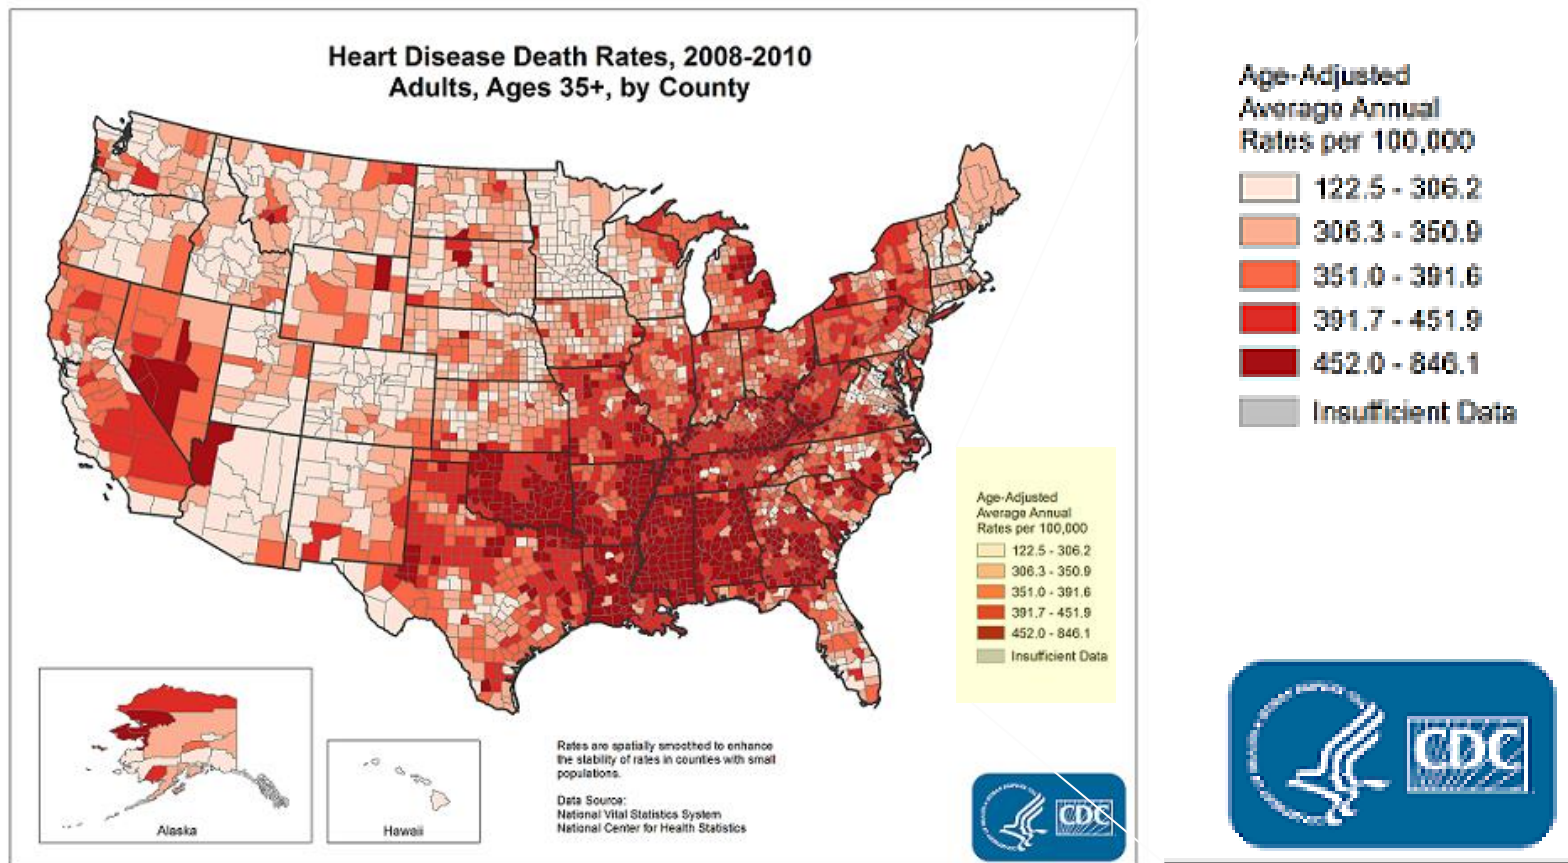 Heart Disease Death Rates, 2008-2010
Adults, Ages 35+, by County
Age-Adjusted
Average Annual
Rates per 100,000
122.5 - 306.2
306.3 - 350.9
351.0 - 391.6
391.7 - 451.9
452.0 - 846.1
Insufficient Data
Alaska
Hawaii
Rates are spatially smoothed to enhance
the stability of rates in counties with small
populations.
Data Source:
National Vital Statistics System
National Center for Health Statistics
CDC
Age-Adjusted
Average Annual
Rates per 100,000
122.5 - 306.2
306.3 - 350.9
351.0 - 391.6
391.7 - 451.9
452.0 - 846.1
Insufficient Data
CDC